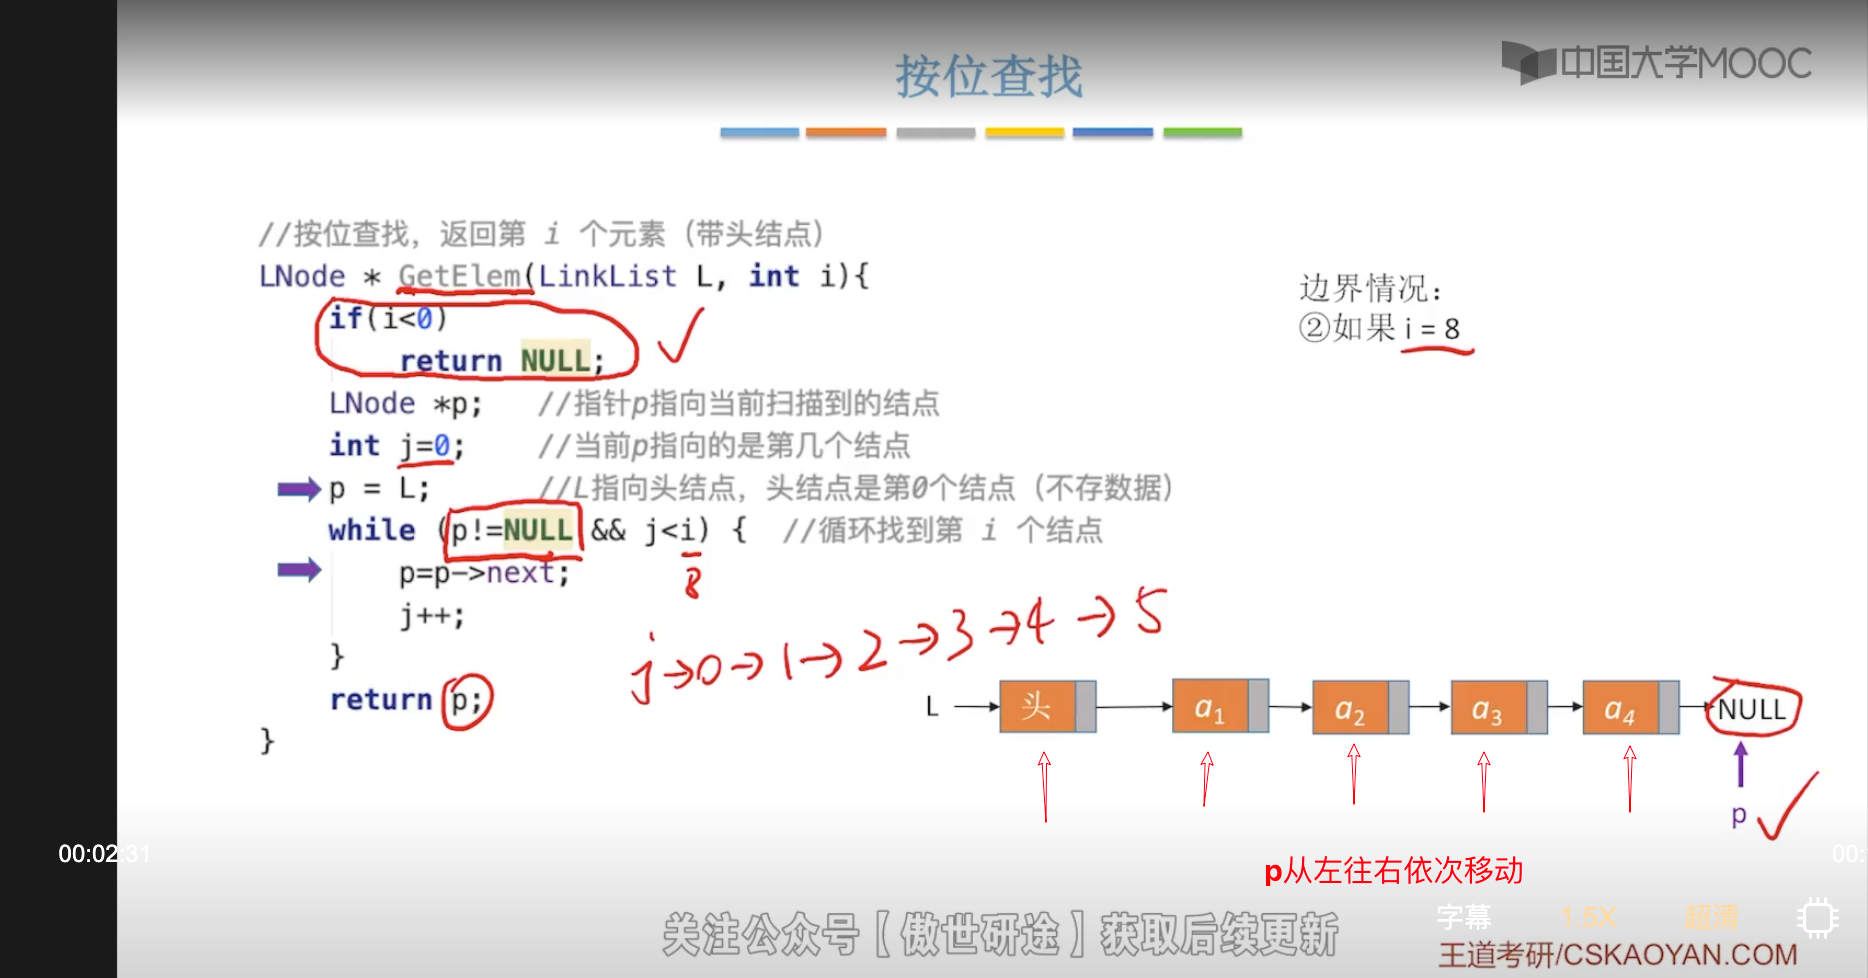 中国大学MOOC
按位查找
//按位查找，返回第 i 个元素（带头结点）
LNode * GetElem(LinkList L, int i){
if(i<0)
return NULL;
LNode *p; //指针p指向当前扫描到的结点
int j=0; //当前p指向的是第几个结点
p = L; //L指向头结点，头结点是第0个结点（不存数据）
while (p!=NULL && j<i) { //循环找到第 i 个结点
p=p->next;
j++;
}
return p;
}
边界情况：
②如果 i = 8
8
j→0→1→2→3→4→5
L 头 a1 a2 a3 a4 NULL
p
00:02:31
00:
p从左往右依次移动
字幕 1.5X 超清
关注公众号【傲世研途】获取后续更新
王道考研/CSKAOYAN.COM